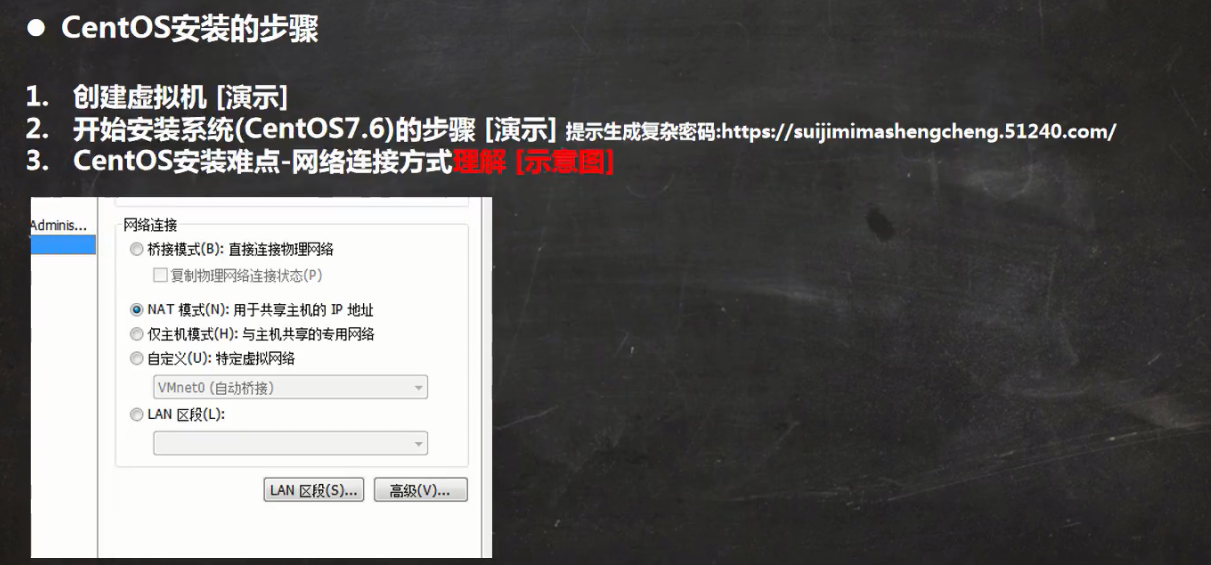 ● CentOS安装的步骤
1. 创建虚拟机 [演示]
2. 开始安装系统(CentOS7.6)的步骤 [演示] 提示生成复杂密码:https://suijimimashengcheng.51240.com/
3. CentOS安装难点-网络连接方式理解 [示意图]
Adminis...
网络连接
桥接模式(B): 直接连接物理网络
复制物理网络连接状态(P)
NAT 模式(N): 用于共享主机的 IP 地址
仅主机模式(H): 与主机共享的专用网络
自定义(U): 特定虚拟网络
VMnet0 (自动桥接)
LAN 区段(L):
LAN 区段(S)... 高级(V)...